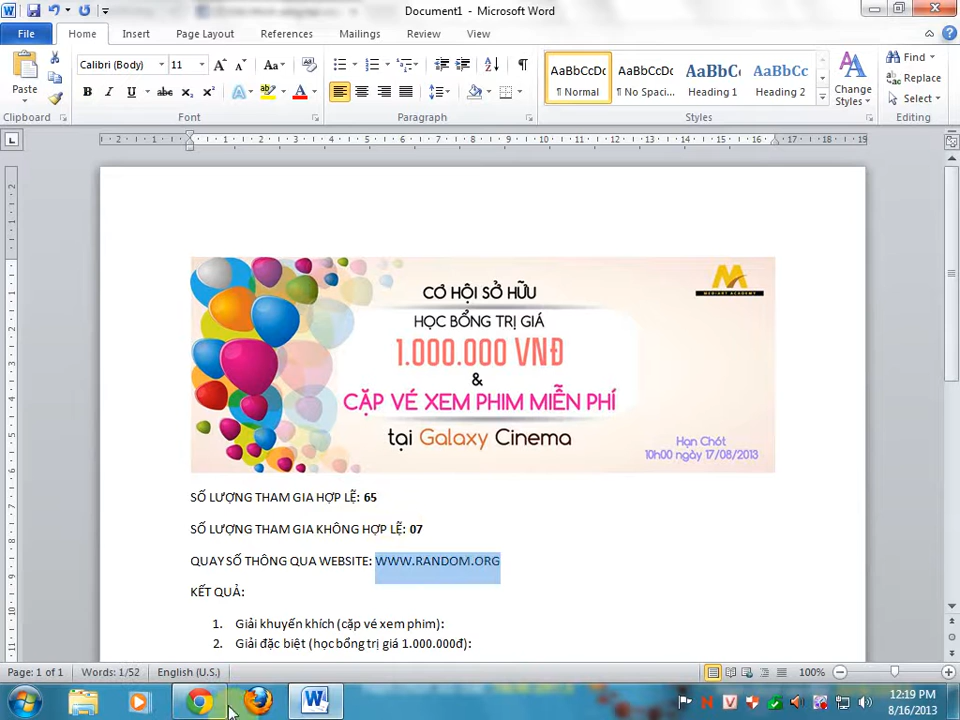 Document1 - Microsoft Word
File Home Insert Page Layout References Mailings Review View
Paste
Clipboard
Calibri (Body) 11
Font
Paragraph
AaBbCcDc AaBbCcDc AaBbC AaBbCc
¶ Normal ¶ No Spaci... Heading 1 Heading 2
Styles
Change Styles
Find
Replace
Select
Editing
MEDIART ACADEMY
CƠ HỘI SỞ HỮU
HỌC BỔNG TRỊ GIÁ
1.000.000 VNĐ
&
CẶP VÉ XEM PHIM MIỄN PHÍ
tại Galaxy Cinema
Hạn Chót
10h00 ngày 17/08/2013
SỐ LƯỢNG THAM GIA HỢP LỆ: 65
SỐ LƯỢNG THAM GIA KHÔNG HỢP LỆ: 07
QUAY SỐ THÔNG QUA WEBSITE: WWW.RANDOM.ORG
KẾT QUẢ:
1. Giải khuyến khích (cặp vé xem phim):
2. Giải đặc biệt (học bổng trị giá 1.000.000đ):
Page: 1 of 1 Words: 1/52 English (U.S.) 100%
12:19 PM
8/16/2013